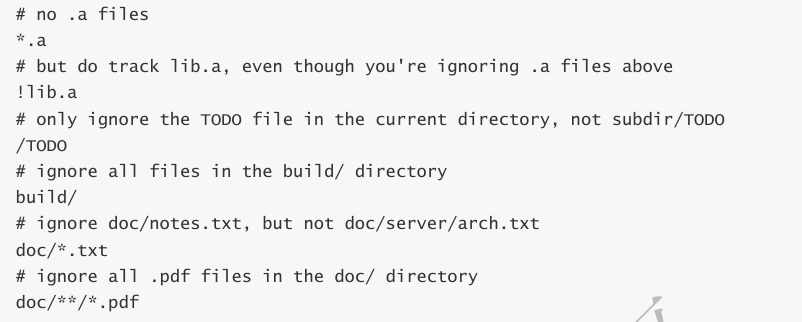 # no .a files
*.a
# but do track lib.a, even though you're ignoring .a files above
!lib.a
# only ignore the TODO file in the current directory, not subdir/TODO
/TODO
# ignore all files in the build/ directory
build/
# ignore doc/notes.txt, but not doc/server/arch.txt
doc/*.txt
# ignore all .pdf files in the doc/ directory
doc/**/*.pdf